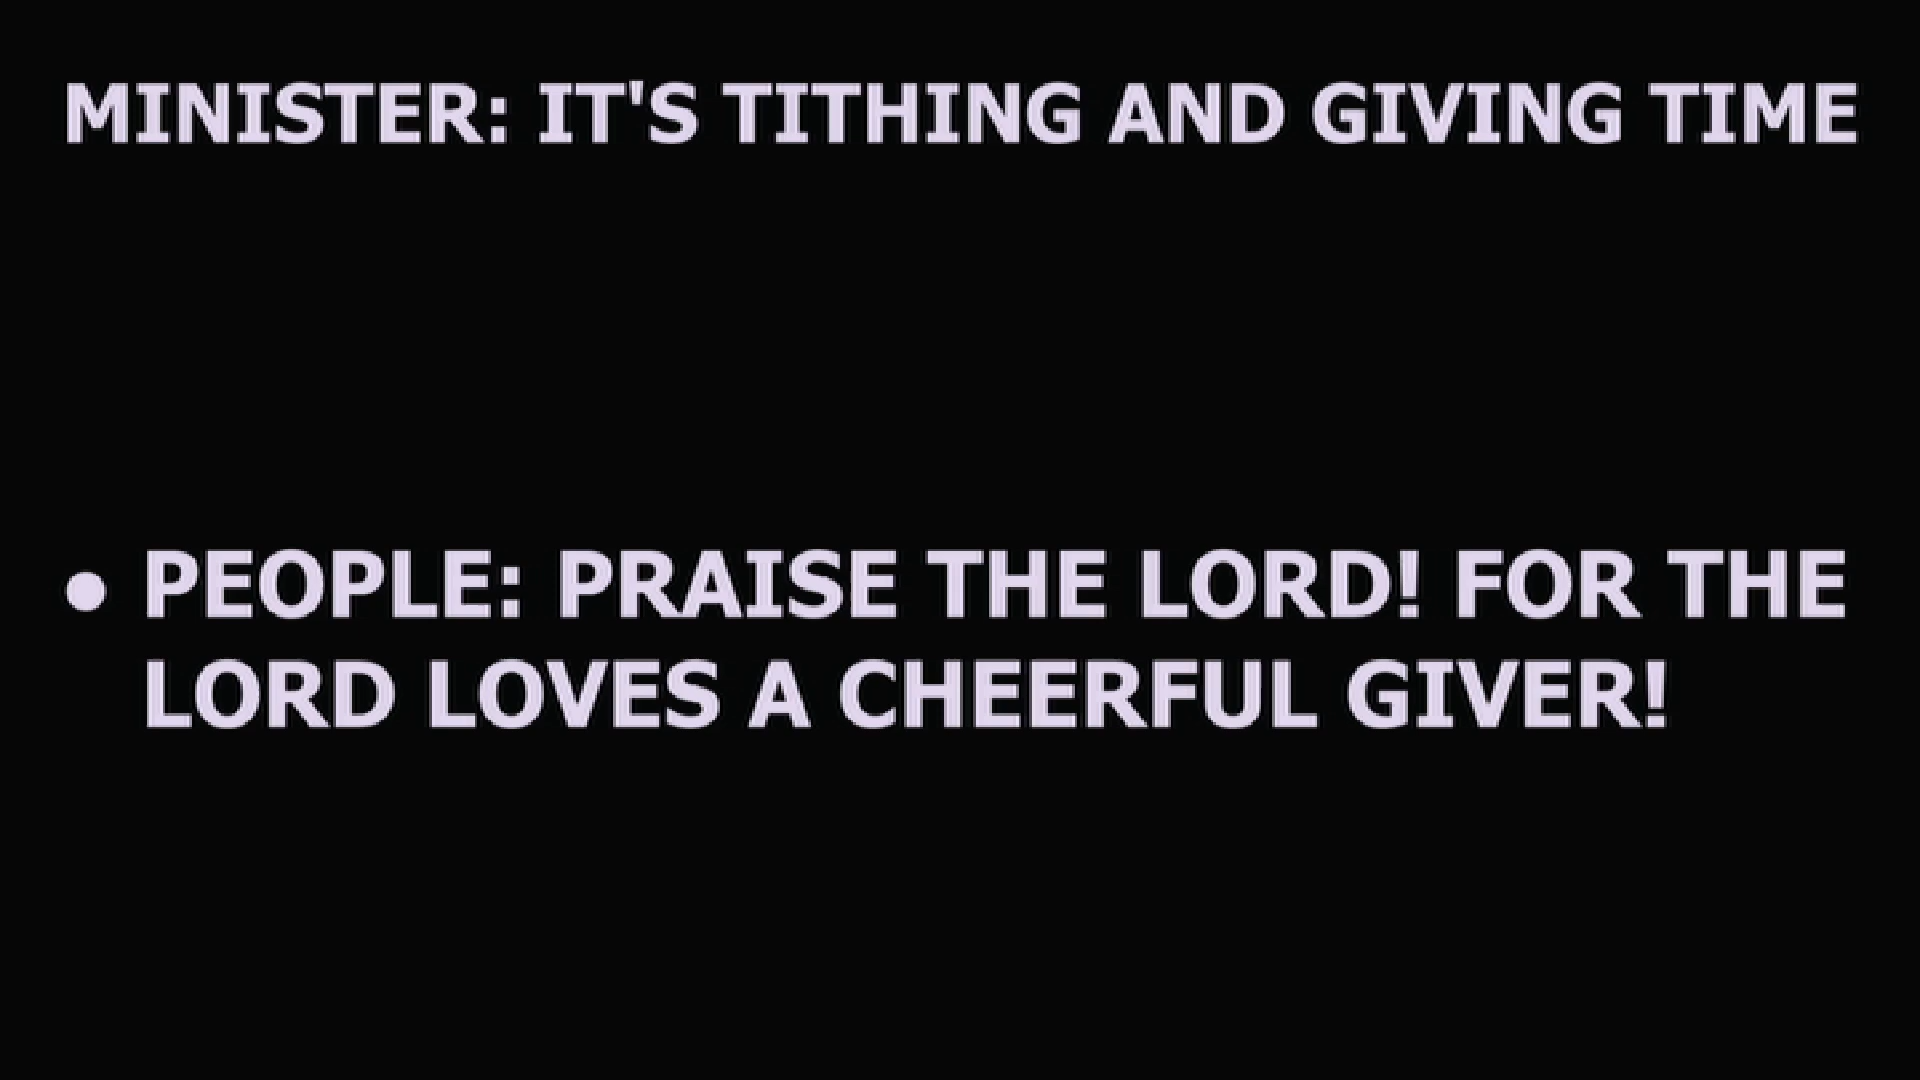 MINISTER: IT'S TITHING AND GIVING TIME
• PEOPLE: PRAISE THE LORD! FOR THE
LORD LOVES A CHEERFUL GIVER!